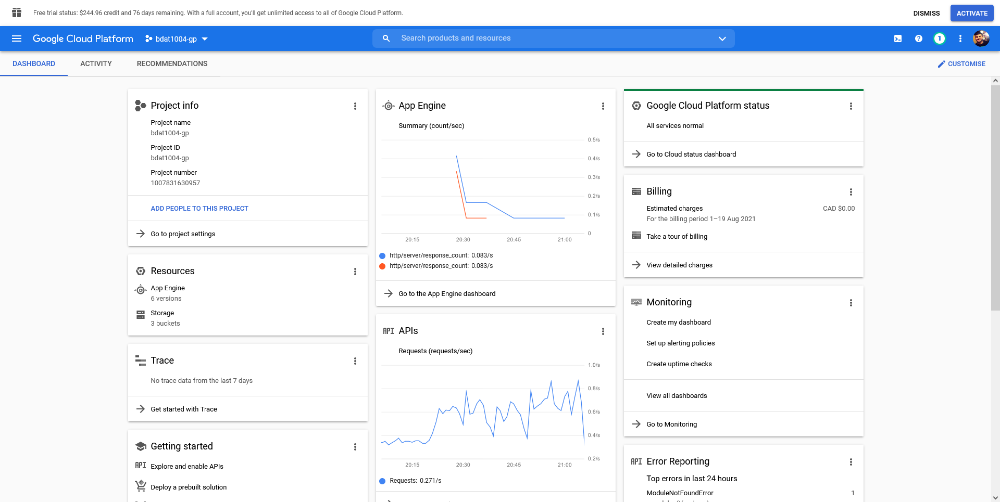 Free trial status: $244.96 credit and 76 days remaining. With a full account, you'll get unlimited access to all of Google Cloud Platform.
DISMISS
ACTIVATE
Google Cloud Platform
bdat1004-gp
Search products and resources
1
DASHBOARD
ACTIVITY
RECOMMENDATIONS
CUSTOMISE
Project info
Project name
bdat1004-gp
Project ID
bdat1004-gp
Project number
1007831630957
ADD PEOPLE TO THIS PROJECT
Go to project settings
Resources
App Engine
6 versions
Storage
3 buckets
Trace
No trace data from the last 7 days
Get started with Trace
Getting started
API
Explore and enable APIs
Deploy a prebuilt solution
App Engine
Summary (count/sec)
0.5/s
0.4/s
0.3/s
0.2/s
0.1/s
0
20:15
20:30
20:45
21:00
http/server/response_count: 0.083/s
http/server/response_count: 0.083/s
Go to the App Engine dashboard
API
APIs
Requests (requests/sec)
1.0/s
0.8/s
0.6/s
0.4/s
0.2/s
20:15
20:30
20:45
21:00
Requests: 0.271/s
Google Cloud Platform status
All services normal
Go to Cloud status dashboard
Billing
Estimated charges
CAD $0.00
For the billing period 1–19 Aug 2021
Take a tour of billing
View detailed charges
Monitoring
Create my dashboard
Set up alerting policies
Create uptime checks
View all dashboards
Go to Monitoring
API
Error Reporting
Top errors in last 24 hours
ModuleNotFoundError
1